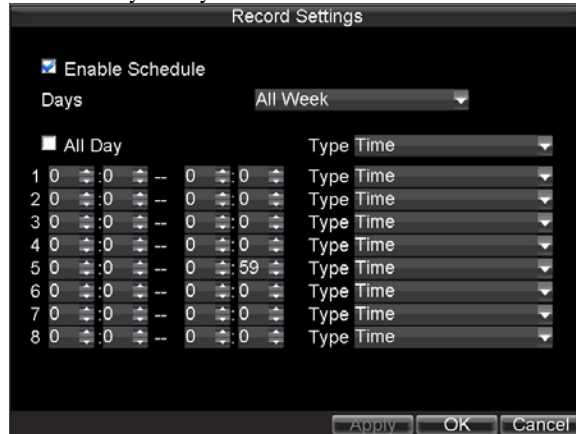 Record Settings
Enable Schedule
Days All Week
All Day Type Time
1 0 :0 -- 0 :0 Type Time
2 0 :0 -- 0 :0 Type Time
3 0 :0 -- 0 :0 Type Time
4 0 :0 -- 0 :0 Type Time
5 0 :0 -- 0 :59 Type Time
6 0 :0 -- 0 :0 Type Time
7 0 :0 -- 0 :0 Type Time
8 0 :0 -- 0 :0 Type Time
Apply OK Cancel